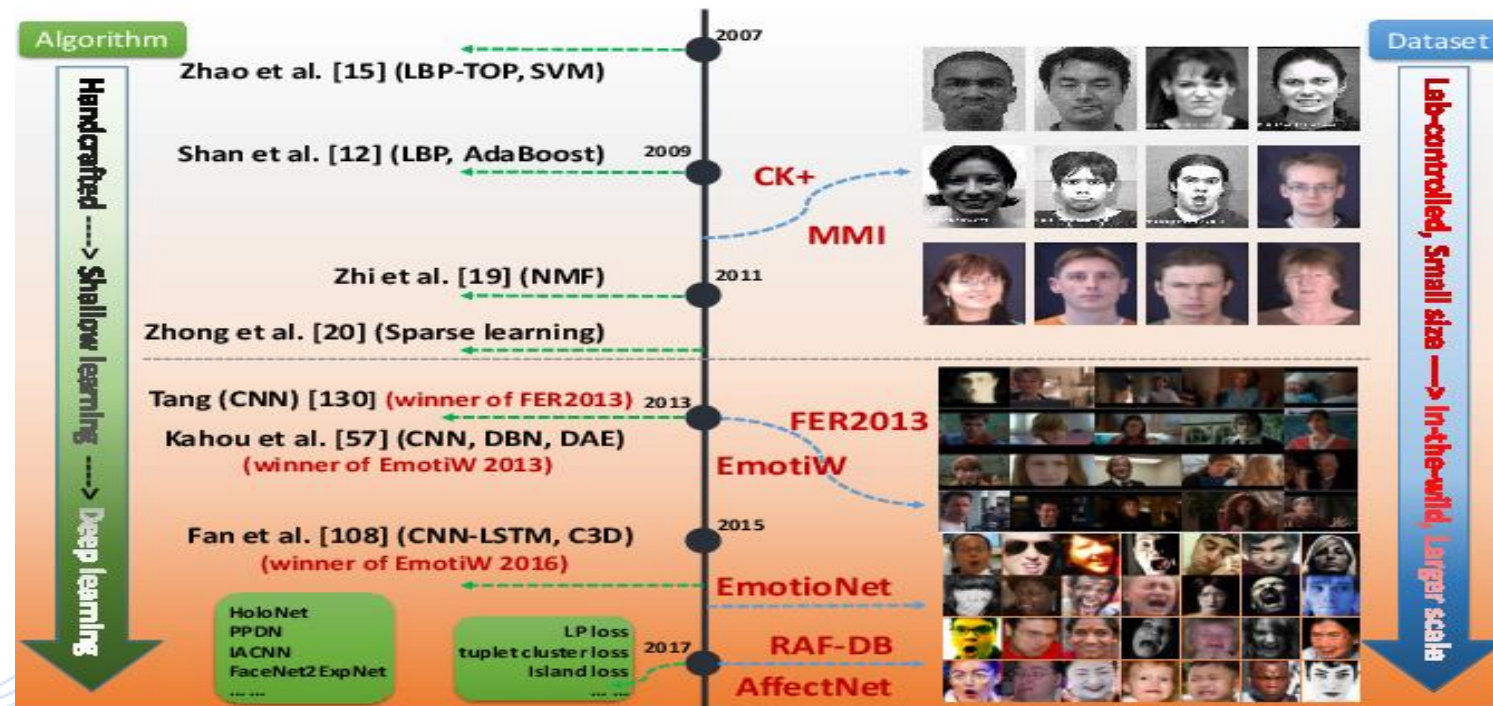 Algorithm
2007
Dataset
Zhao et al. [15] (LBP-TOP, SVM)
Handcrafted ----> Shallow learning ----> Deep learning
Lab-controlled, Small size ----> In-the-wild, Larger scale
Shan et al. [12] (LBP, AdaBoost)
2009
CK+
MMI
Zhi et al. [19] (NMF)
2011
Zhong et al. [20] (Sparse learning)
Tang (CNN) [130] (winner of FER2013)
2013
FER2013
Kahou et al. [57] (CNN, DBN, DAE)
(winner of EmotiW 2013)
EmotiW
Fan et al. [108] (CNN-LSTM, C3D)
2015
(winner of EmotiW 2016)
EmotioNet
HoloNet
PPDN
IACNN
FaceNet2ExpNet
... ...
LP loss
tuplet cluster loss
Island loss
... ...
2017
RAF-DB
AffectNet